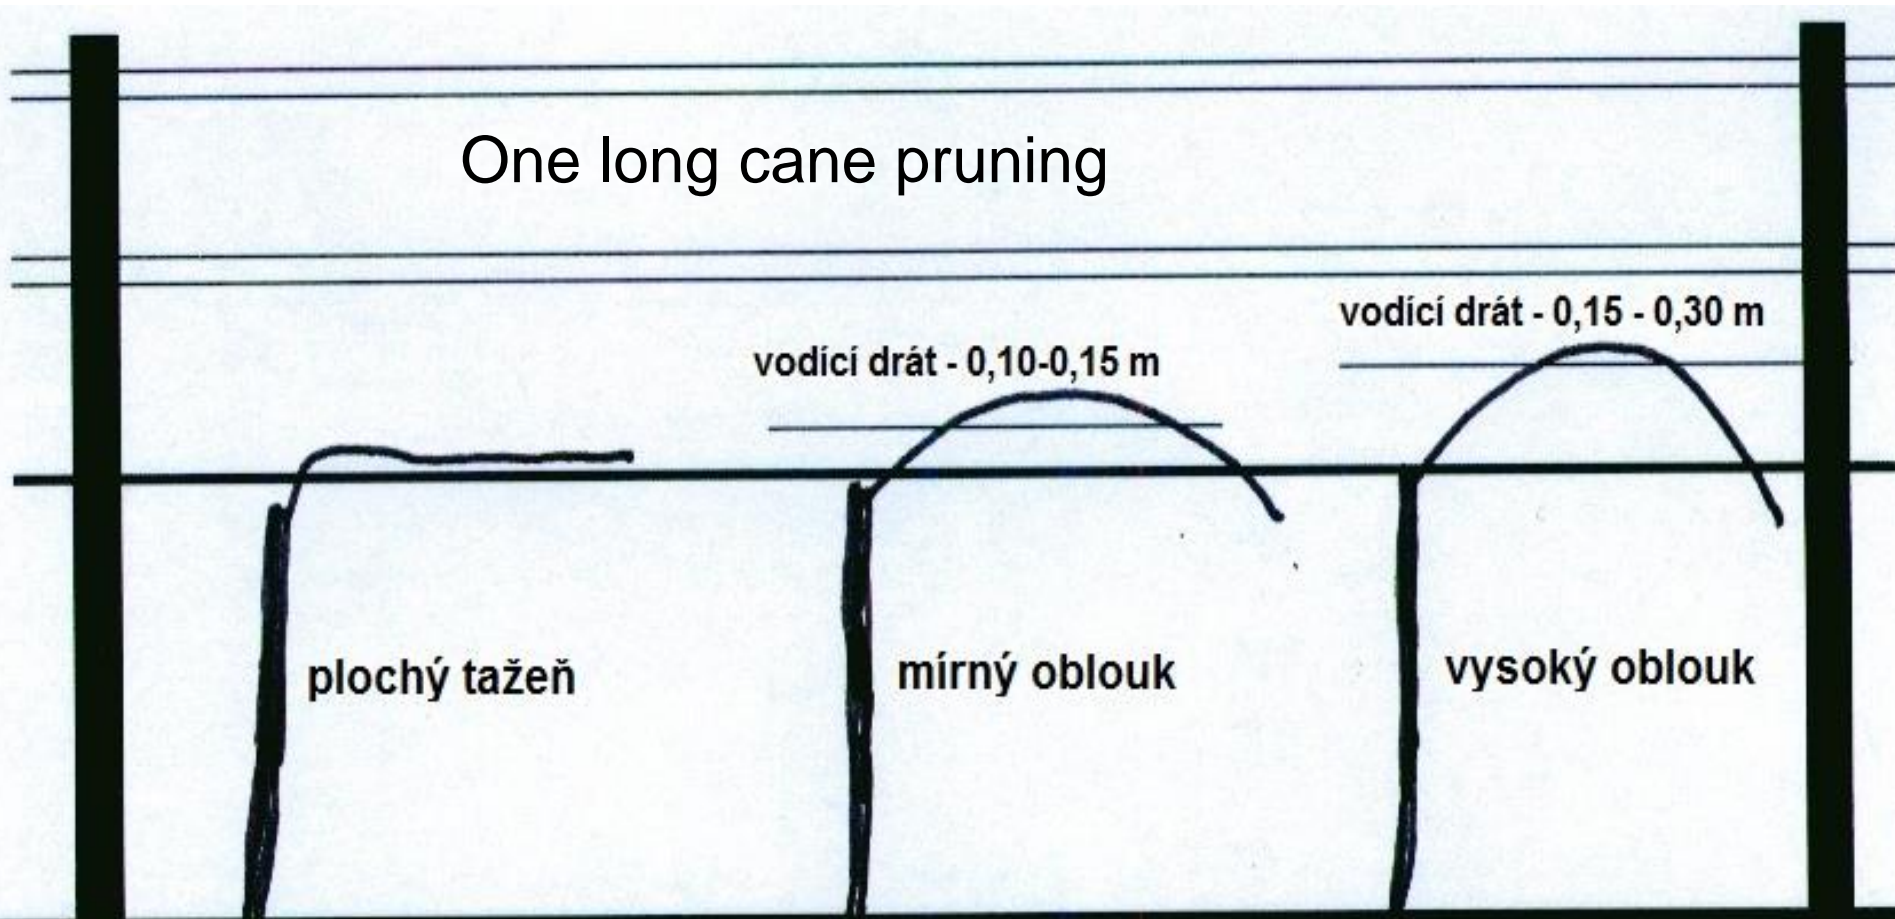 One long cane pruning
vodící drát - 0,15 - 0,30 m
vodící drát - 0,10-0,15 m
plochý tažeň
mírný oblouk
vysoký oblouk